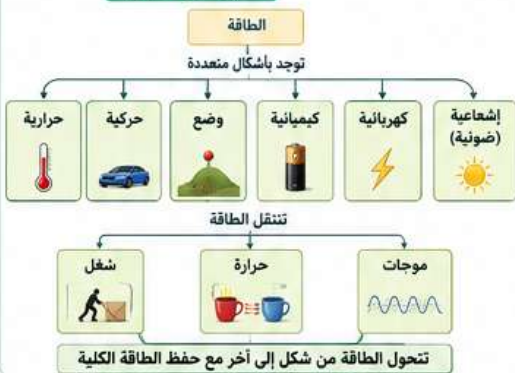 الطاقة
توجد بأشكال متعددة
إشعاعية
(ضوئية)
كهربائية
كيميائية
وضع
حركية
حرارية
تنتقل الطاقة
موجات
حرارة
شغل
تتحول الطاقة من شكل إلى أخر مع حفظ الطاقة الكلية